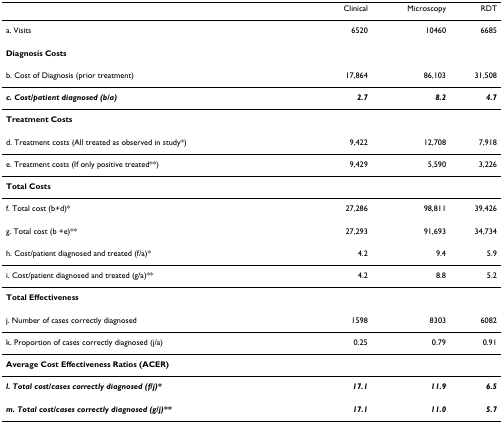 Clinical Microscopy RDT
a. Visits 6520 10460 6685
Diagnosis Costs
b. Cost of Diagnosis (prior treatment) 17,864 86,103 31,508
c. Cost/patient diagnosed (b/a) 2.7 8.2 4.7
Treatment Costs
d. Treatment costs (All treated as observed in study*) 9,422 12,708 7,918
e. Treatment costs (If only positive treated**) 9,429 5,590 3,226
Total Costs
f. Total cost (b+d)* 27,286 98,811 39,426
g. Total cost (b +e)** 27,293 91,693 34,734
h. Cost/patient diagnosed and treated (f/a)* 4.2 9.4 5.9
i. Cost/patient diagnosed and treated (g/a)** 4.2 8.8 5.2
Total Effectiveness
j. Number of cases correctly diagnosed 1598 8303 6082
k. Proportion of cases correctly diagnosed (j/a) 0.25 0.79 0.91
Average Cost Effectiveness Ratios (ACER)
l. Total cost/cases correctly diagnosed (f/j)* 17.1 11.9 6.5
m. Total cost/cases correctly diagnosed (g/j)** 17.1 11.0 5.7